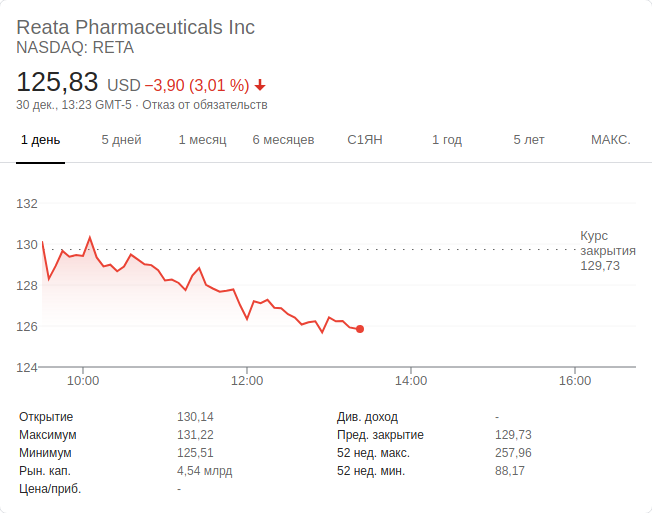 Reata Pharmaceuticals Inc
NASDAQ: RETA
125,83 USD −3,90 (3,01 %)
30 дек., 13:23 GMT-5 · Отказ от обязательств
1 день 5 дней 1 месяц 6 месяцев С1ЯН 1 год 5 лет МАКС.
132
130
128
126
124
Курс
закрытия
129,73
10:00 12:00 14:00 16:00
Открытие 130,14 Див. доход -
Максимум 131,22 Пред. закрытие 129,73
Минимум 125,51 52 нед. макс. 257,96
Рын. кап. 4,54 млрд 52 нед. мин. 88,17
Цена/приб. -